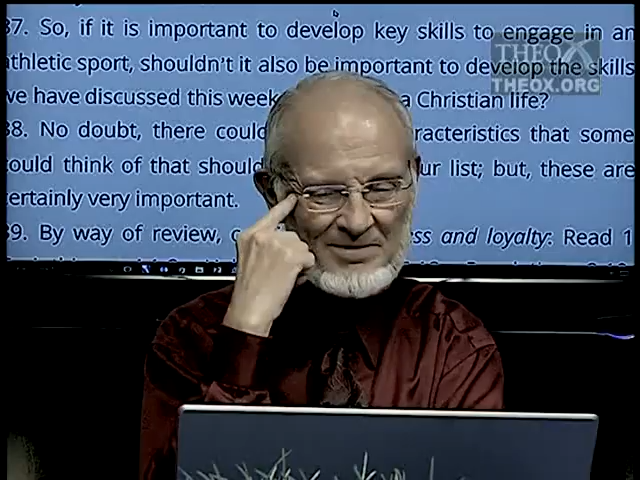 37. So, if it is important to develop key skills to engage in an
athletic sport, shouldn't it also be important to develop the skills
we have discussed this week a Christian life?
38. No doubt, there could characteristics that some
could think of that should ur list; but, these are
certainly very important.
39. By way of review, ess and loyalty: Read 1
THEOX
THEOX.ORG